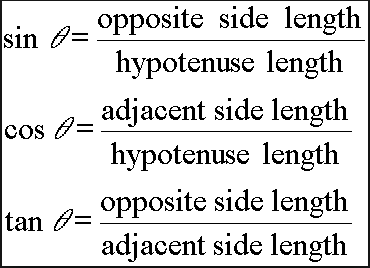 sin θ = opposite side length / hypotenuse length
cos θ = adjacent side length / hypotenuse length
tan θ = opposite side length / adjacent side length